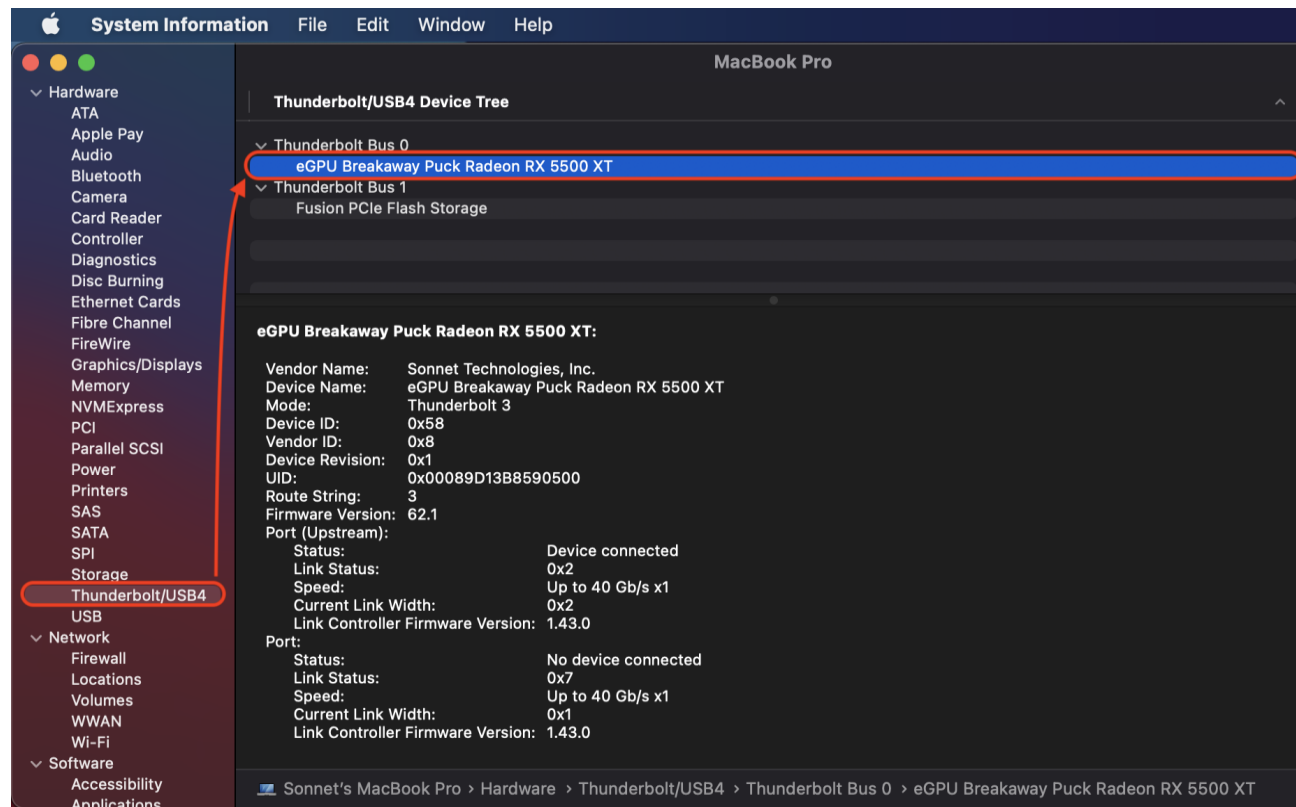 System Information File Edit Window Help
MacBook Pro
Hardware
ATA
Apple Pay
Audio
Bluetooth
Camera
Card Reader
Controller
Diagnostics
Disc Burning
Ethernet Cards
Fibre Channel
FireWire
Graphics/Displays
Memory
NVMExpress
PCI
Parallel SCSI
Power
Printers
SAS
SATA
SPI
Storage
Thunderbolt/USB4
USB
Network
Firewall
Locations
Volumes
WWAN
Wi-Fi
Software
Accessibility
Applications
Thunderbolt/USB4 Device Tree
Thunderbolt Bus 0
eGPU Breakaway Puck Radeon RX 5500 XT
Thunderbolt Bus 1
Fusion PCIe Flash Storage
eGPU Breakaway Puck Radeon RX 5500 XT:
Vendor Name: Sonnet Technologies, Inc.
Device Name: eGPU Breakaway Puck Radeon RX 5500 XT
Mode: Thunderbolt 3
Device ID: 0x58
Vendor ID: 0x8
Device Revision: 0x1
UID: 0x00089D13B8590500
Route String: 3
Firmware Version: 62.1
Port (Upstream):
Status: Device connected
Link Status: 0x2
Speed: Up to 40 Gb/s x1
Current Link Width: 0x2
Link Controller Firmware Version: 1.43.0
Port:
Status: No device connected
Link Status: 0x7
Speed: Up to 40 Gb/s x1
Current Link Width: 0x1
Link Controller Firmware Version: 1.43.0
Sonnet's MacBook Pro › Hardware › Thunderbolt/USB4 › Thunderbolt Bus 0 › eGPU Breakaway Puck Radeon RX 5500 XT